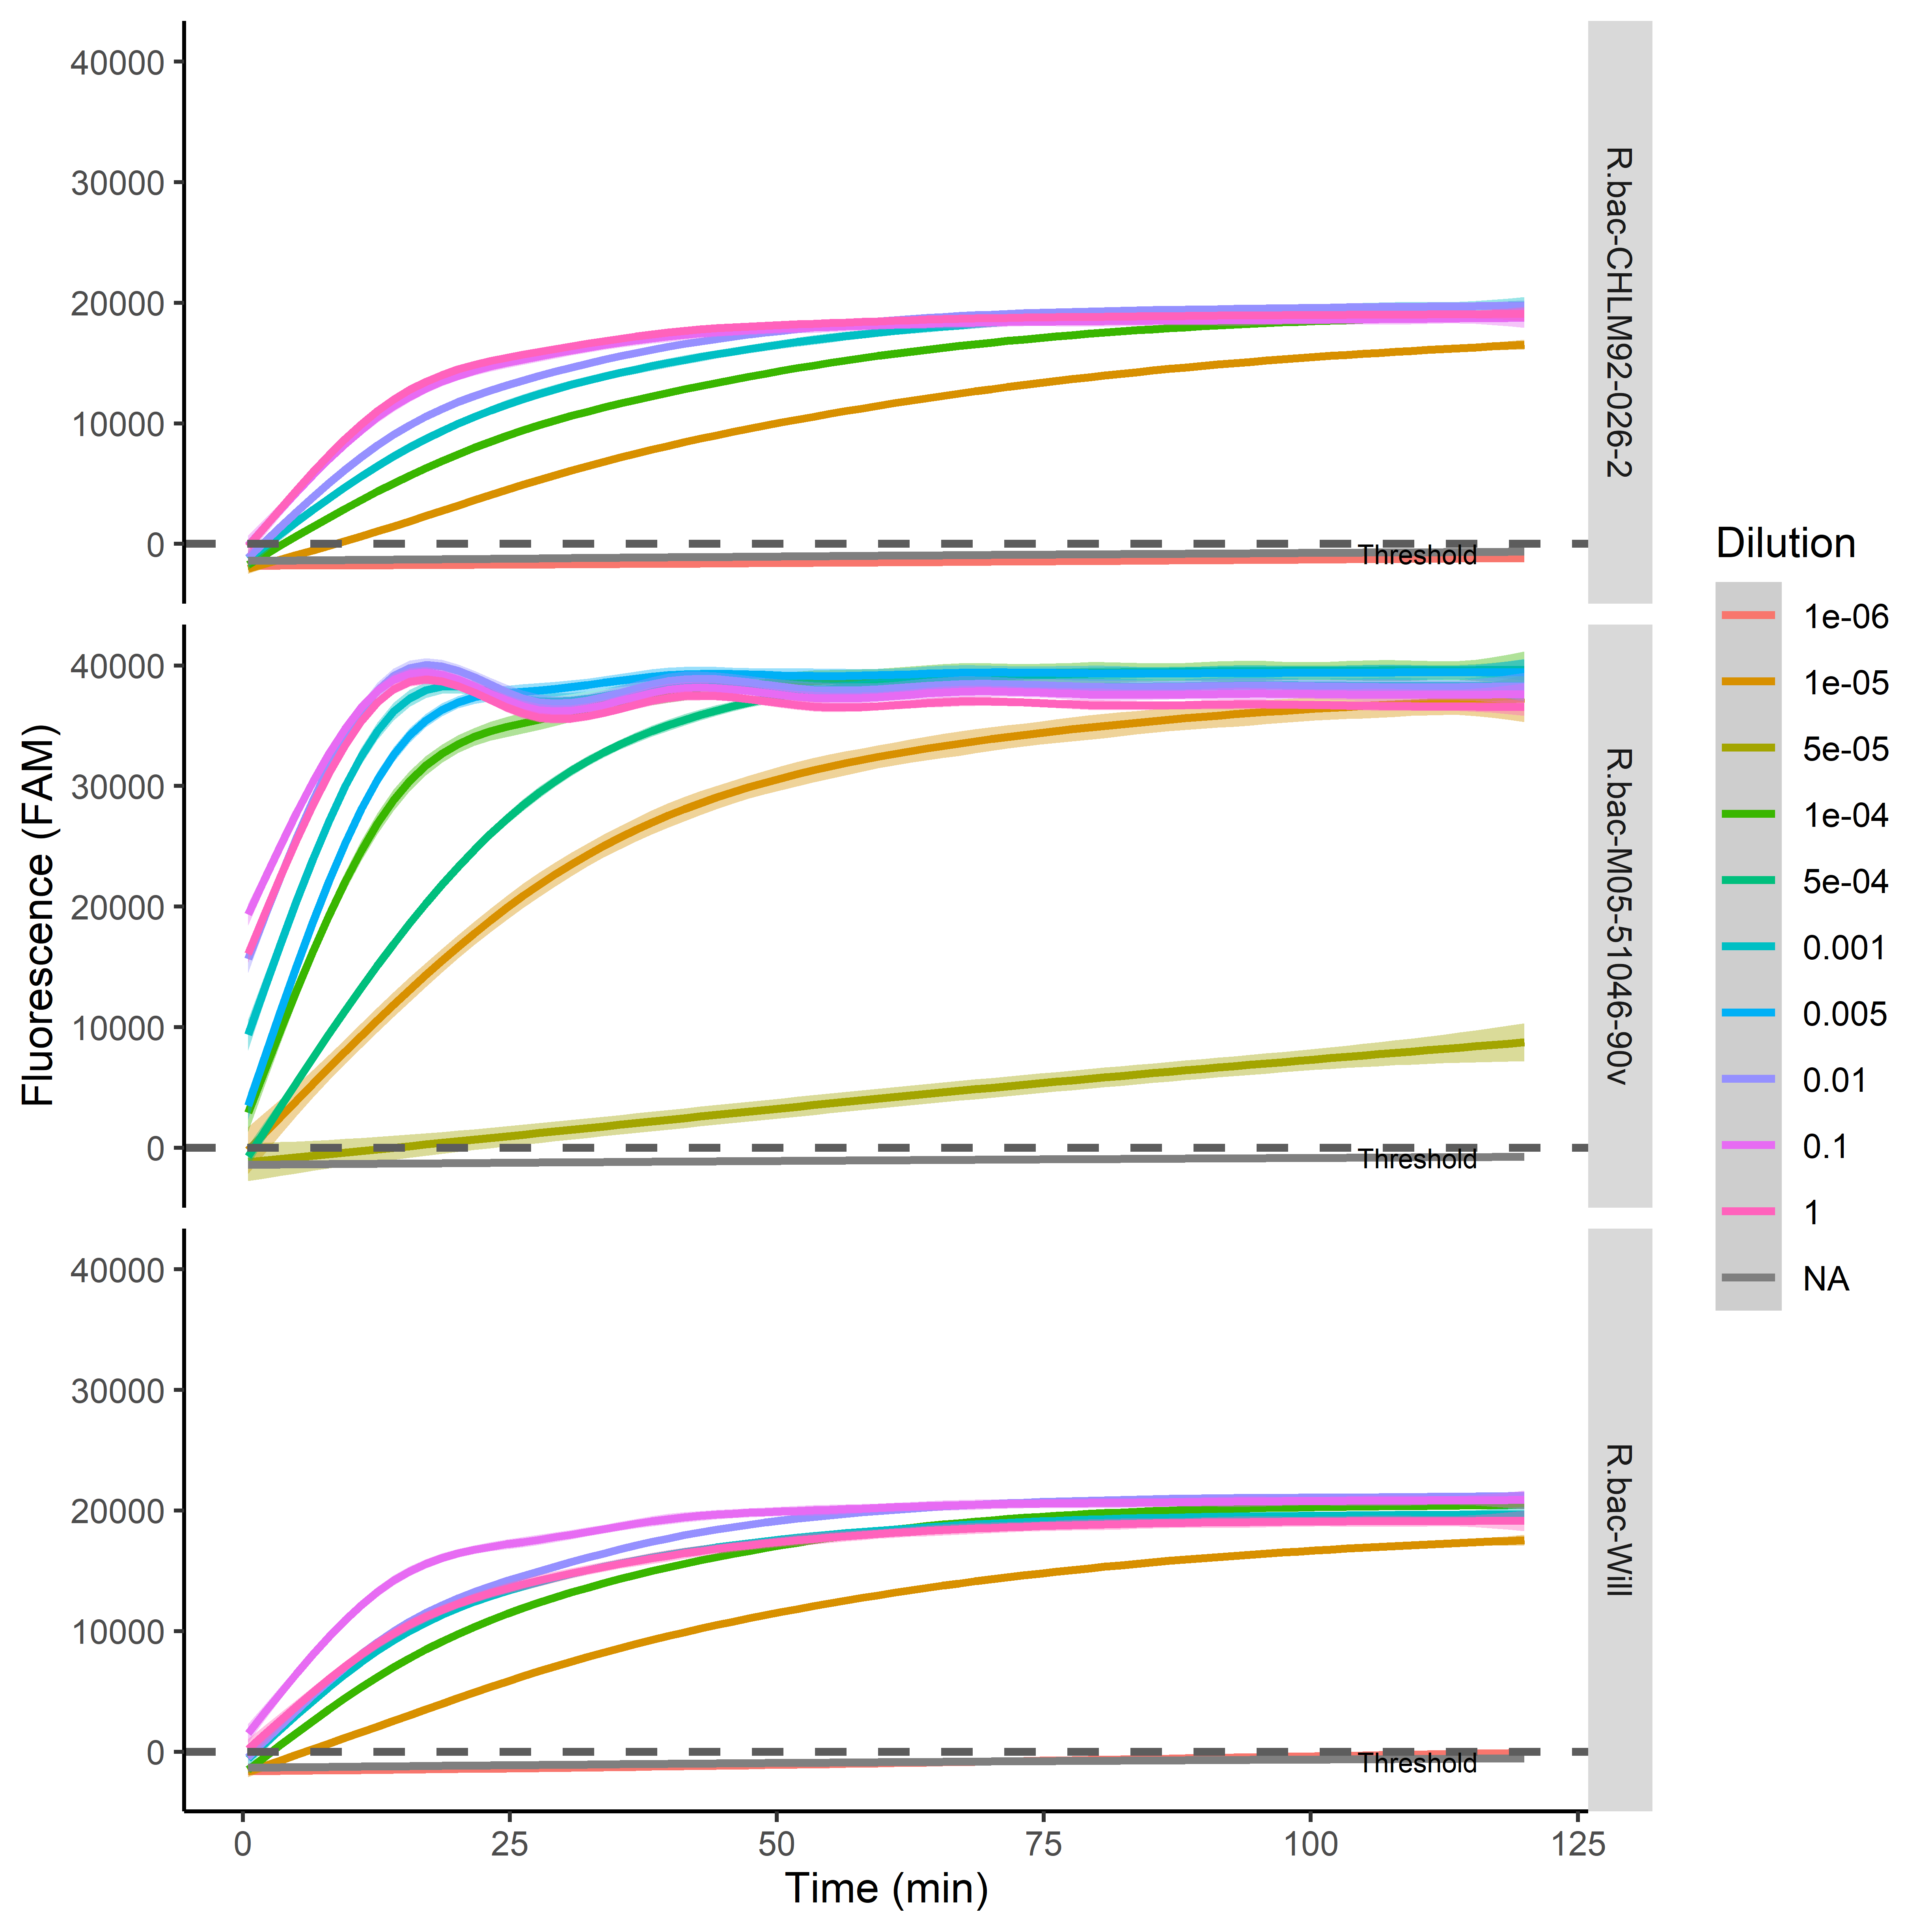 Fluorescence (FAM)
40000
30000
20000
10000
0
Threshold
R.bac-CHLM92-026-2
40000
30000
20000
10000
0
Threshold
R.bac-M05-51046-90v
40000
30000
20000
10000
0
Threshold
R.bac-Will
0 25 50 75 100 125
Time (min)
Dilution
1e-06
1e-05
5e-05
1e-04
5e-04
0.001
0.005
0.01
0.1
1
NA